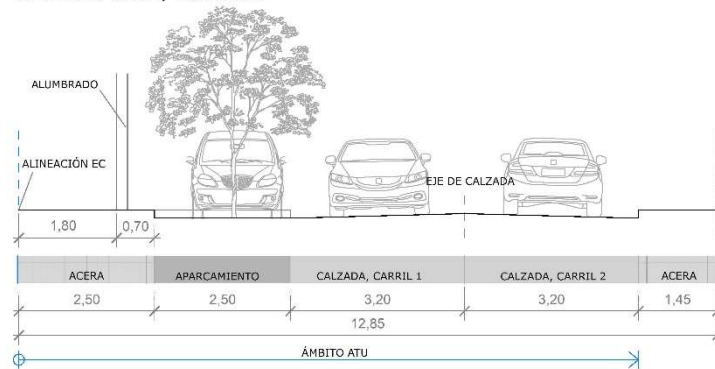 ALUMBRADO
ALINEACIÓN EC
EJE DE CALZADA
1,80 0,70
ACERA APARCAMIENTO CALZADA, CARRIL 1 CALZADA, CARRIL 2 ACERA
2,50 2,50 3,20 3,20 1,45
12,85
ÁMBITO ATU